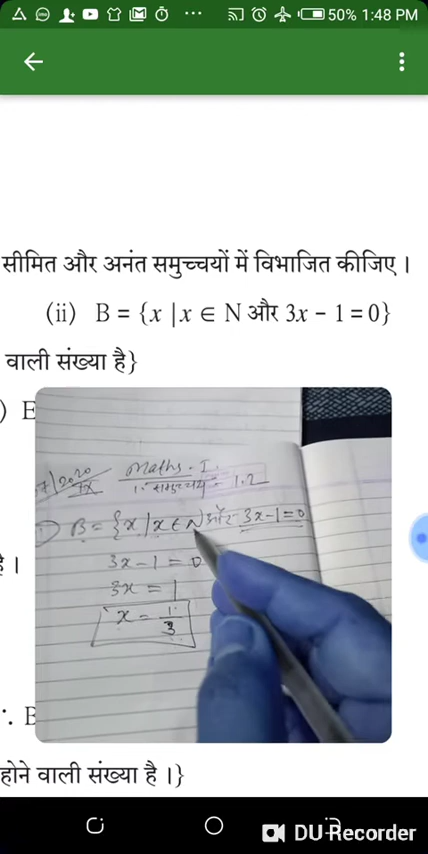 50% 1:48 PM
सीमित और अनंत समुच्चयों में विभाजित कीजिए ।
(ii) B = {x | x ∈ N और 3x − 1 = 0}
वाली संख्या है}
) E
Maths - I
1. समुच्चय - 1.2
B = {x / x ∈ N और 3x-1=0
3x-1 = 0
3x = 1
x = 1/3
है ।
∴ B
होने वाली संख्या है ।}
DU Recorder